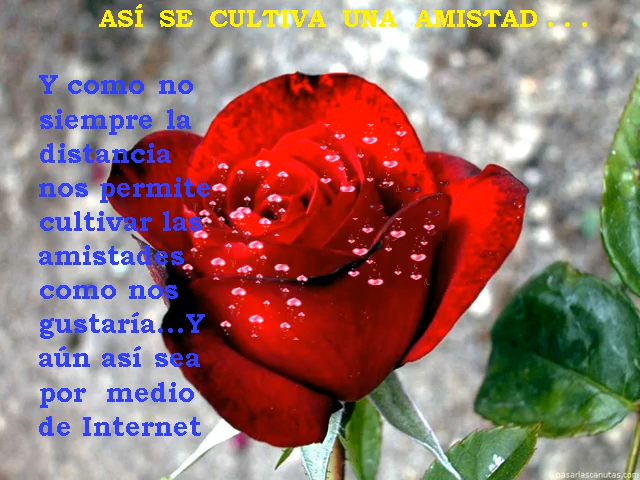 ASÍ SE CULTIVA UNA AMISTAD . . .
Y como no
siempre la
distancia
nos permite
cultivar las
amistades
como nos
gustaría...Y
aún así sea
por medio
de Internet
pasarlascanutas.com